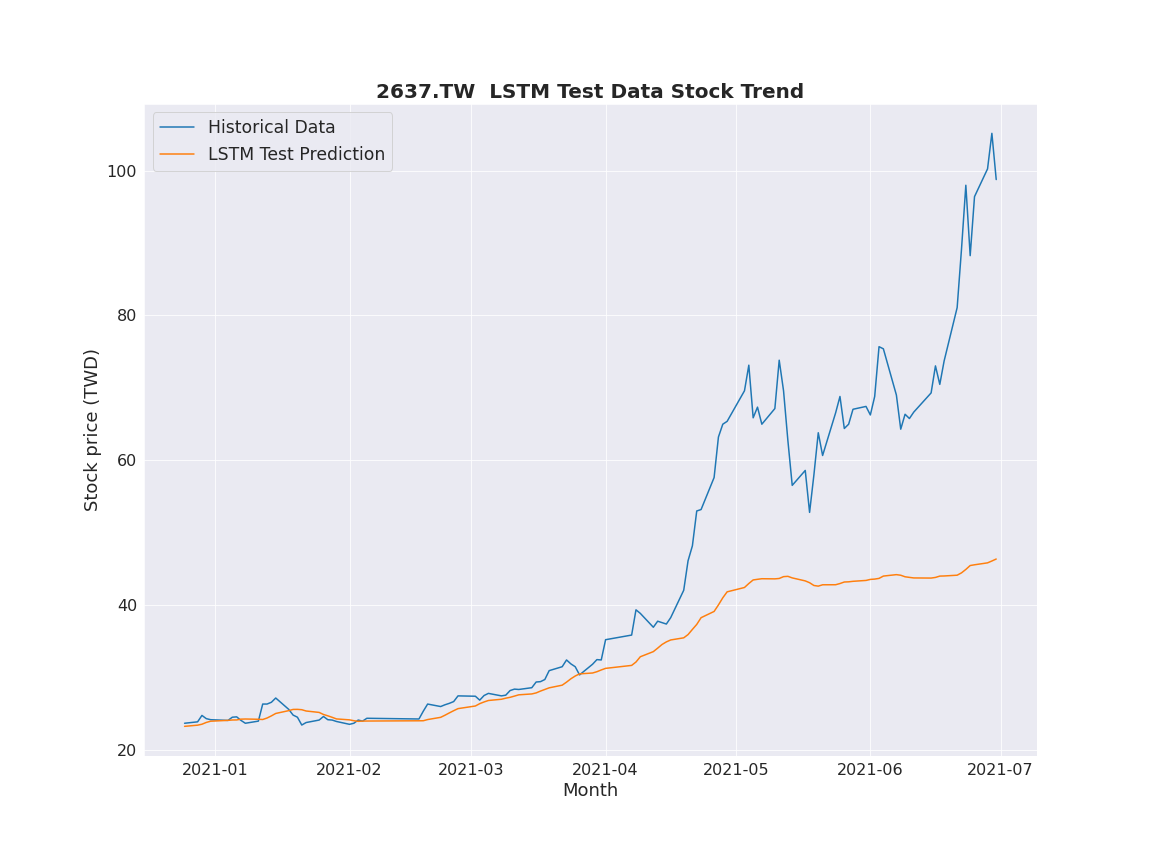 2637.TW  LSTM Test Data Stock Trend
Historical Data
LSTM Test Prediction
100
80
60
40
20
Stock price (TWD)
2021-01 2021-02 2021-03 2021-04 2021-05 2021-06 2021-07
Month